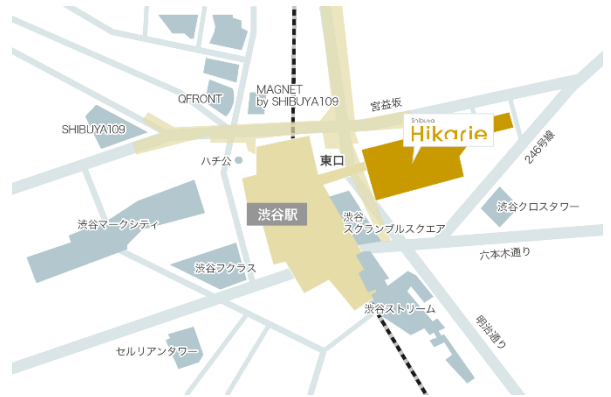 MAGNET
by SHIBUYA109
QFRONT
宮益坂
SHIBUYA109
Shibuya
Hikarie
246号線
ハチ公
東口
渋谷駅
渋谷
スクランブルスクエア
渋谷クロスタワー
渋谷マークシティ
六本木通り
渋谷フクラス
渋谷ストリーム
明治通り
セルリアンタワー